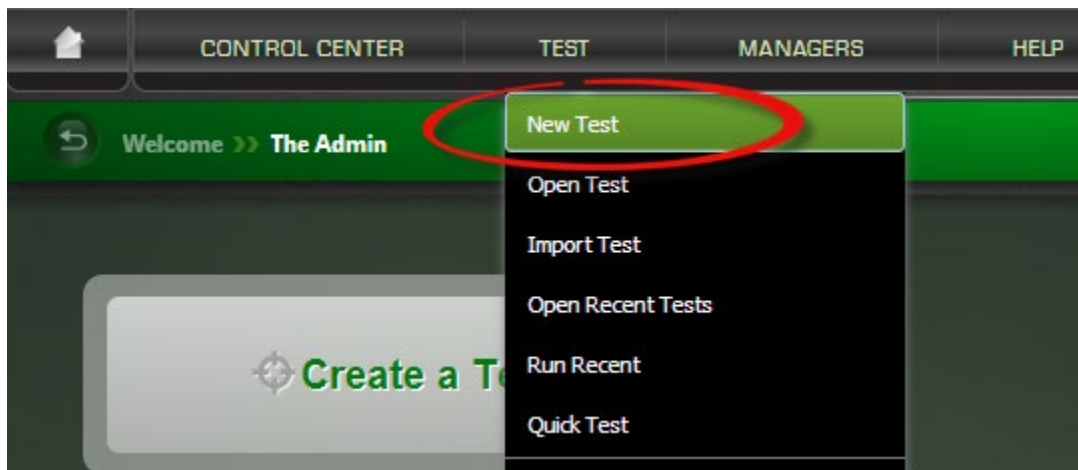 CONTROL CENTER TEST MANAGERS HELP
Welcome >> The Admin
New Test
Open Test
Import Test
Open Recent Tests
Run Recent
Quick Test
Create a